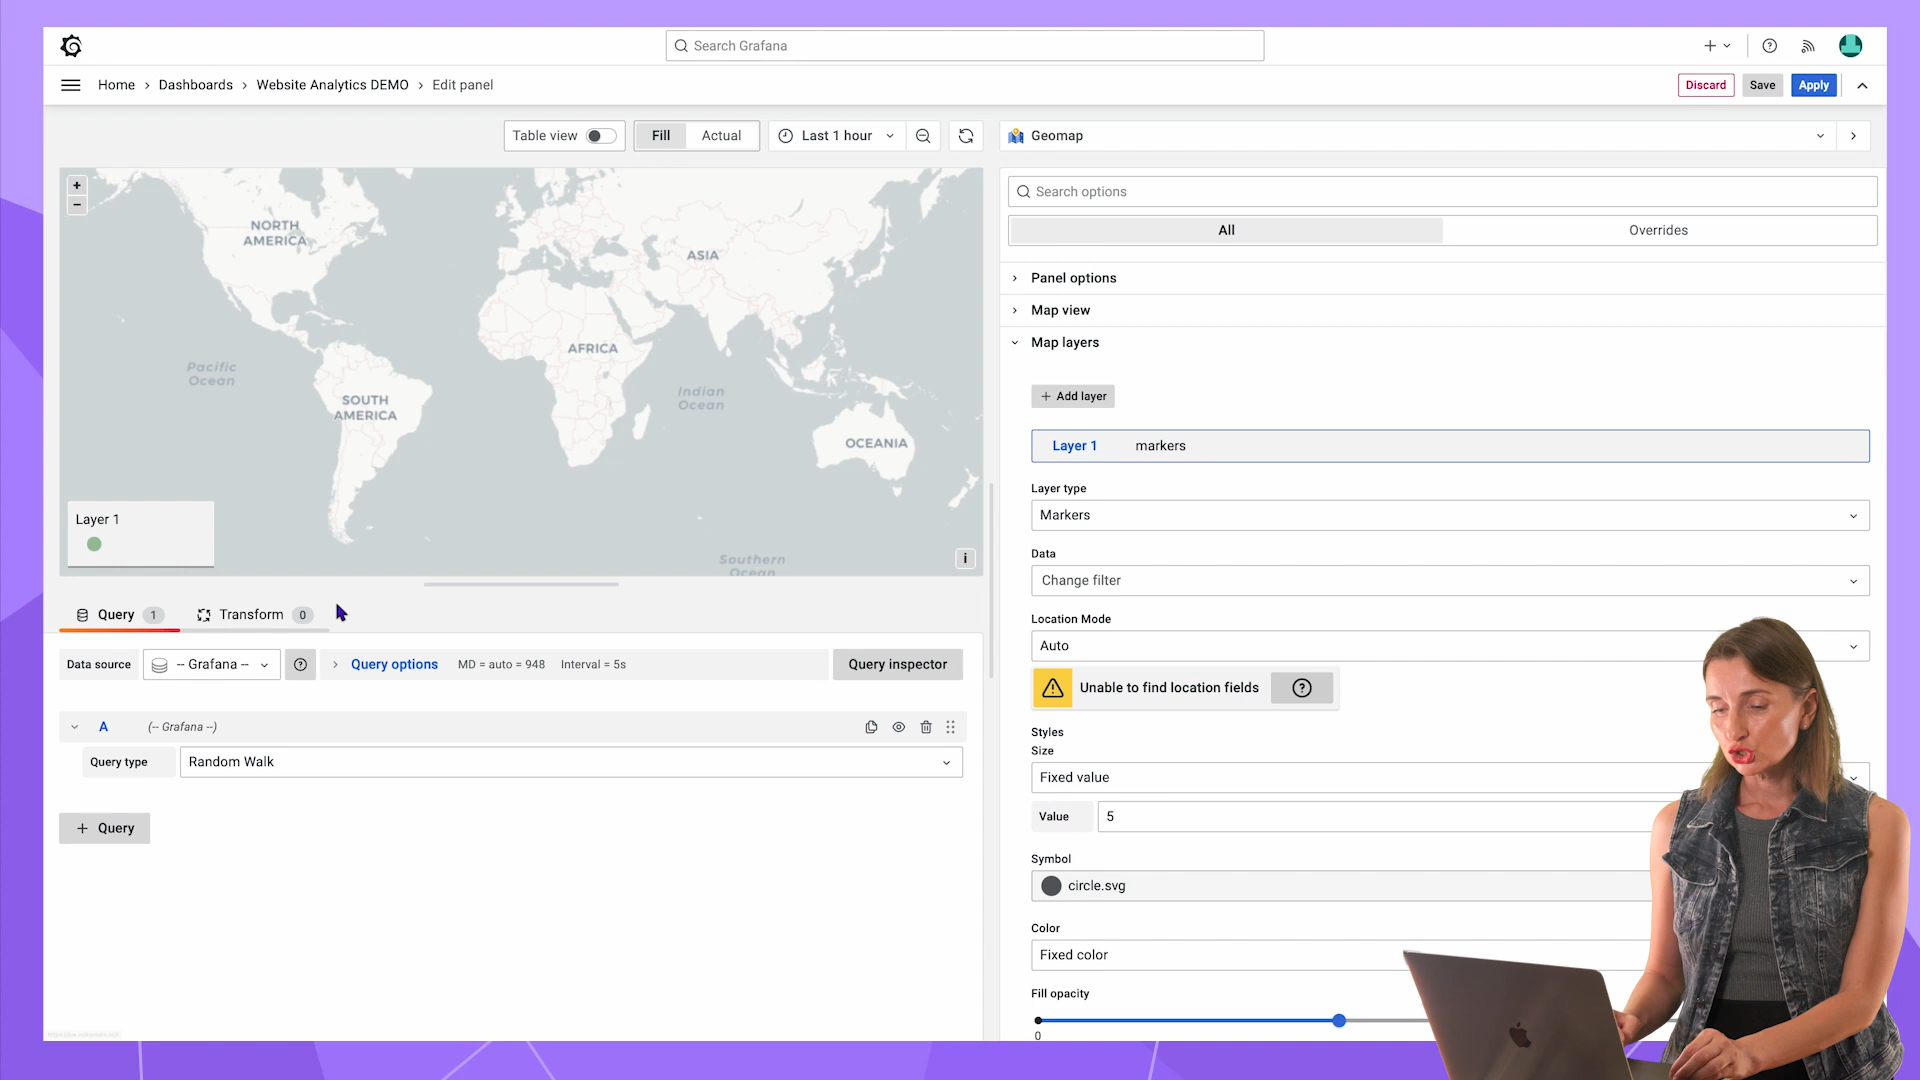 Search Grafana
Home › Dashboards › Website Analytics DEMO › Edit panel
Discard Save Apply
Table view Fill Actual Last 1 hour
Geomap
Search options
All Overrides
Panel options
Map view
Map layers
+ Add layer
Layer 1 markers
Layer type
Markers
Data
Change filter
Location Mode
Auto
Unable to find location fields
Styles
Size
Fixed value
Value 5
Symbol
circle.svg
Color
Fixed color
Fill opacity
0
+
−
NORTH
AMERICA
ASIA
AFRICA
Pacific
Ocean
Indian
Ocean
SOUTH
AMERICA
OCEANIA
Southern
Ocean
Layer 1
i
Query 1 Transform 0
Data source -- Grafana -- Query options MD = auto = 948 Interval = 5s Query inspector
A (-- Grafana --)
Query type Random Walk
+ Query